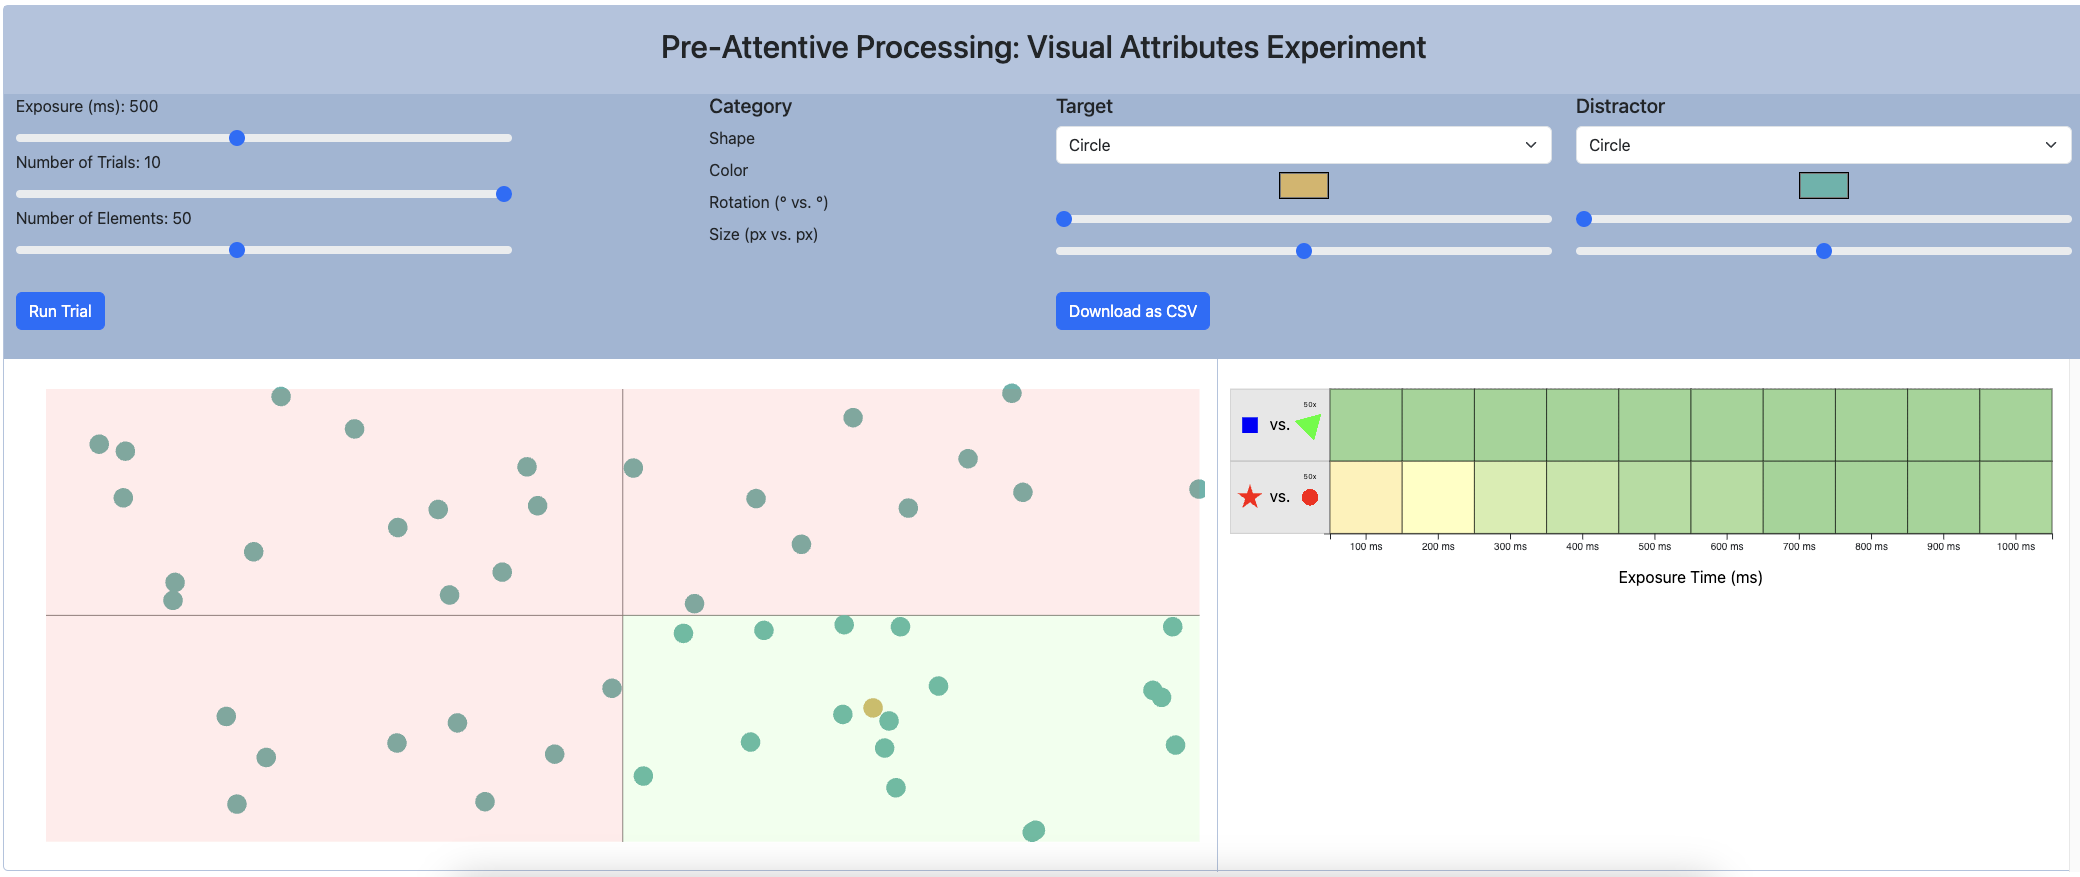 Pre-Attentive Processing: Visual Attributes Experiment
Exposure (ms): 500
Number of Trials: 10
Number of Elements: 50
Run Trial
Category
Shape
Color
Rotation (° vs. °)
Size (px vs. px)
Target
Circle
Download as CSV
Distractor
Circle
50x
vs.
50x
vs.
100 ms 200 ms 300 ms 400 ms 500 ms 600 ms 700 ms 800 ms 900 ms 1000 ms
Exposure Time (ms)